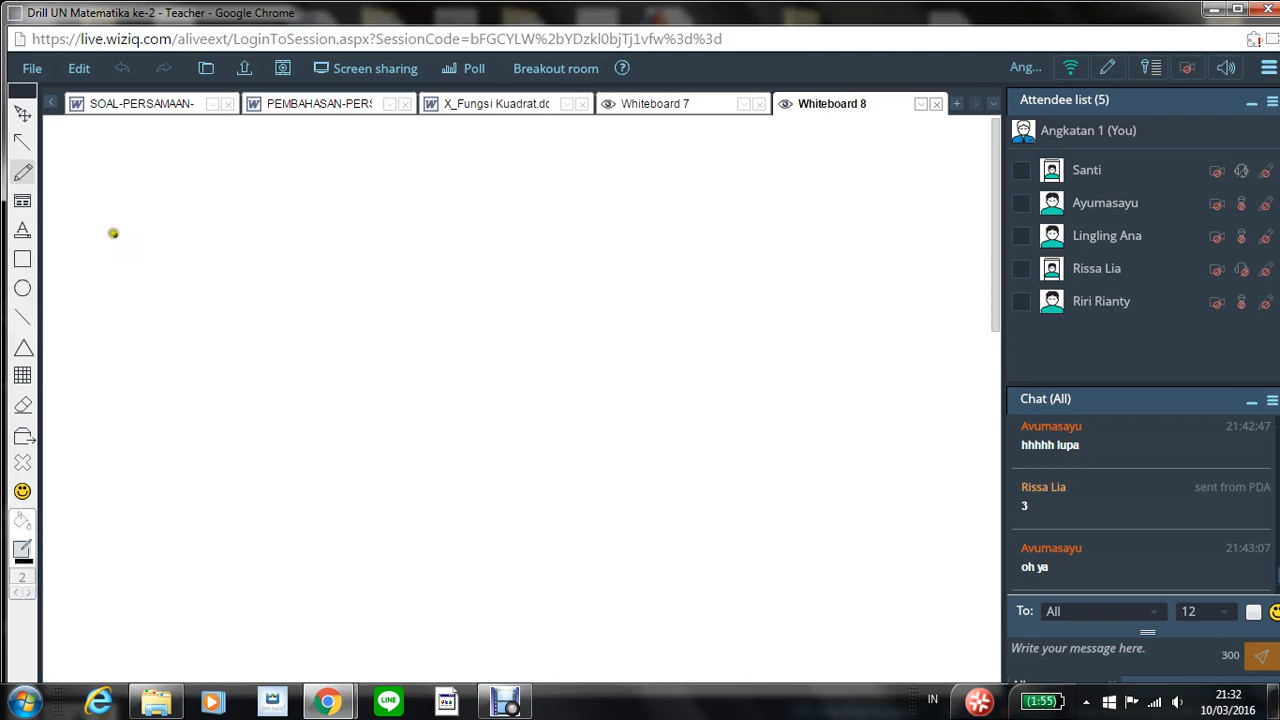 Drill UN Matematika ke-2 - Teacher - Google Chrome
https://live.wiziq.com/aliveext/LoginToSession.aspx?SessionCode=bFGCYLW%2bYDzkl0bjTj1vfw%3d%3d
File Edit Screen sharing Poll Breakout room ? Ang...
SOAL-PERSAMAAN- PEMBAHASAN-PERS X_Fungsi Kuadrat.dc Whiteboard 7 Whiteboard 8
Attendee list (5)
Angkatan 1 (You)
Santi
Ayumasayu
Lingling Ana
Rissa Lia
Riri Rianty
Chat (All)
Ayumasayu 21:42:47
hhhhh lupa
Rissa Lia sent from PDA
3
Ayumasayu 21:43:07
oh ya
To: All 12
Write your message here. 300
2
LINE
IN (1:55) 21:32
10/03/2016